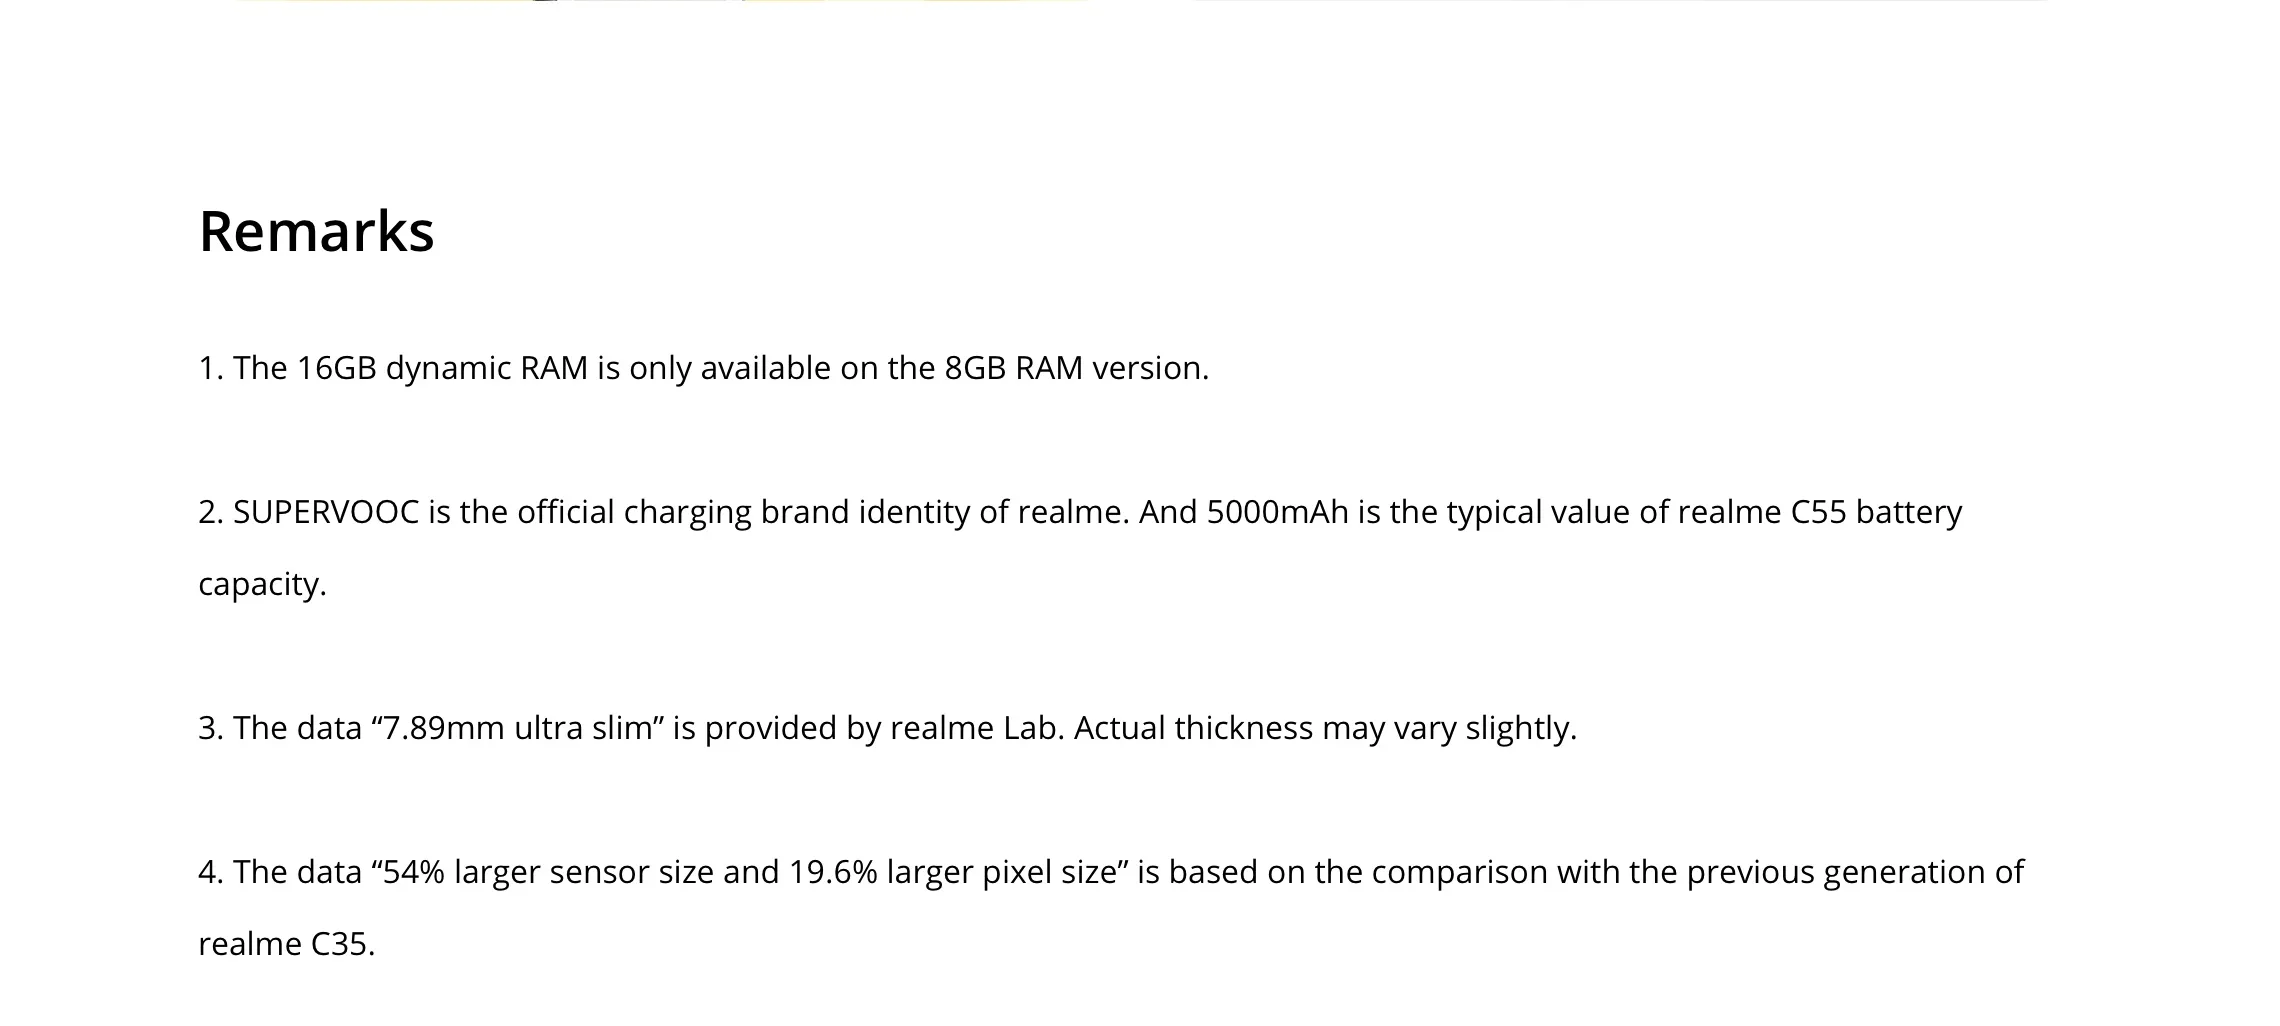 Remarks
1. The 16GB dynamic RAM is only available on the 8GB RAM version.
2. SUPERVOOC is the official charging brand identity of realme. And 5000mAh is the typical value of realme C55 battery
capacity.
3. The data “7.89mm ultra slim” is provided by realme Lab. Actual thickness may vary slightly.
4. The data “54% larger sensor size and 19.6% larger pixel size” is based on the comparison with the previous generation of
realme C35.